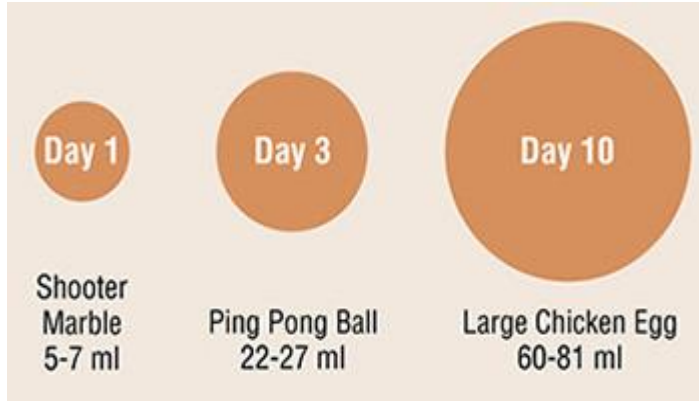 Day 1
Day 3
Day 10
Shooter
Marble
5-7 ml
Ping Pong Ball
22-27 ml
Large Chicken Egg
60-81 ml